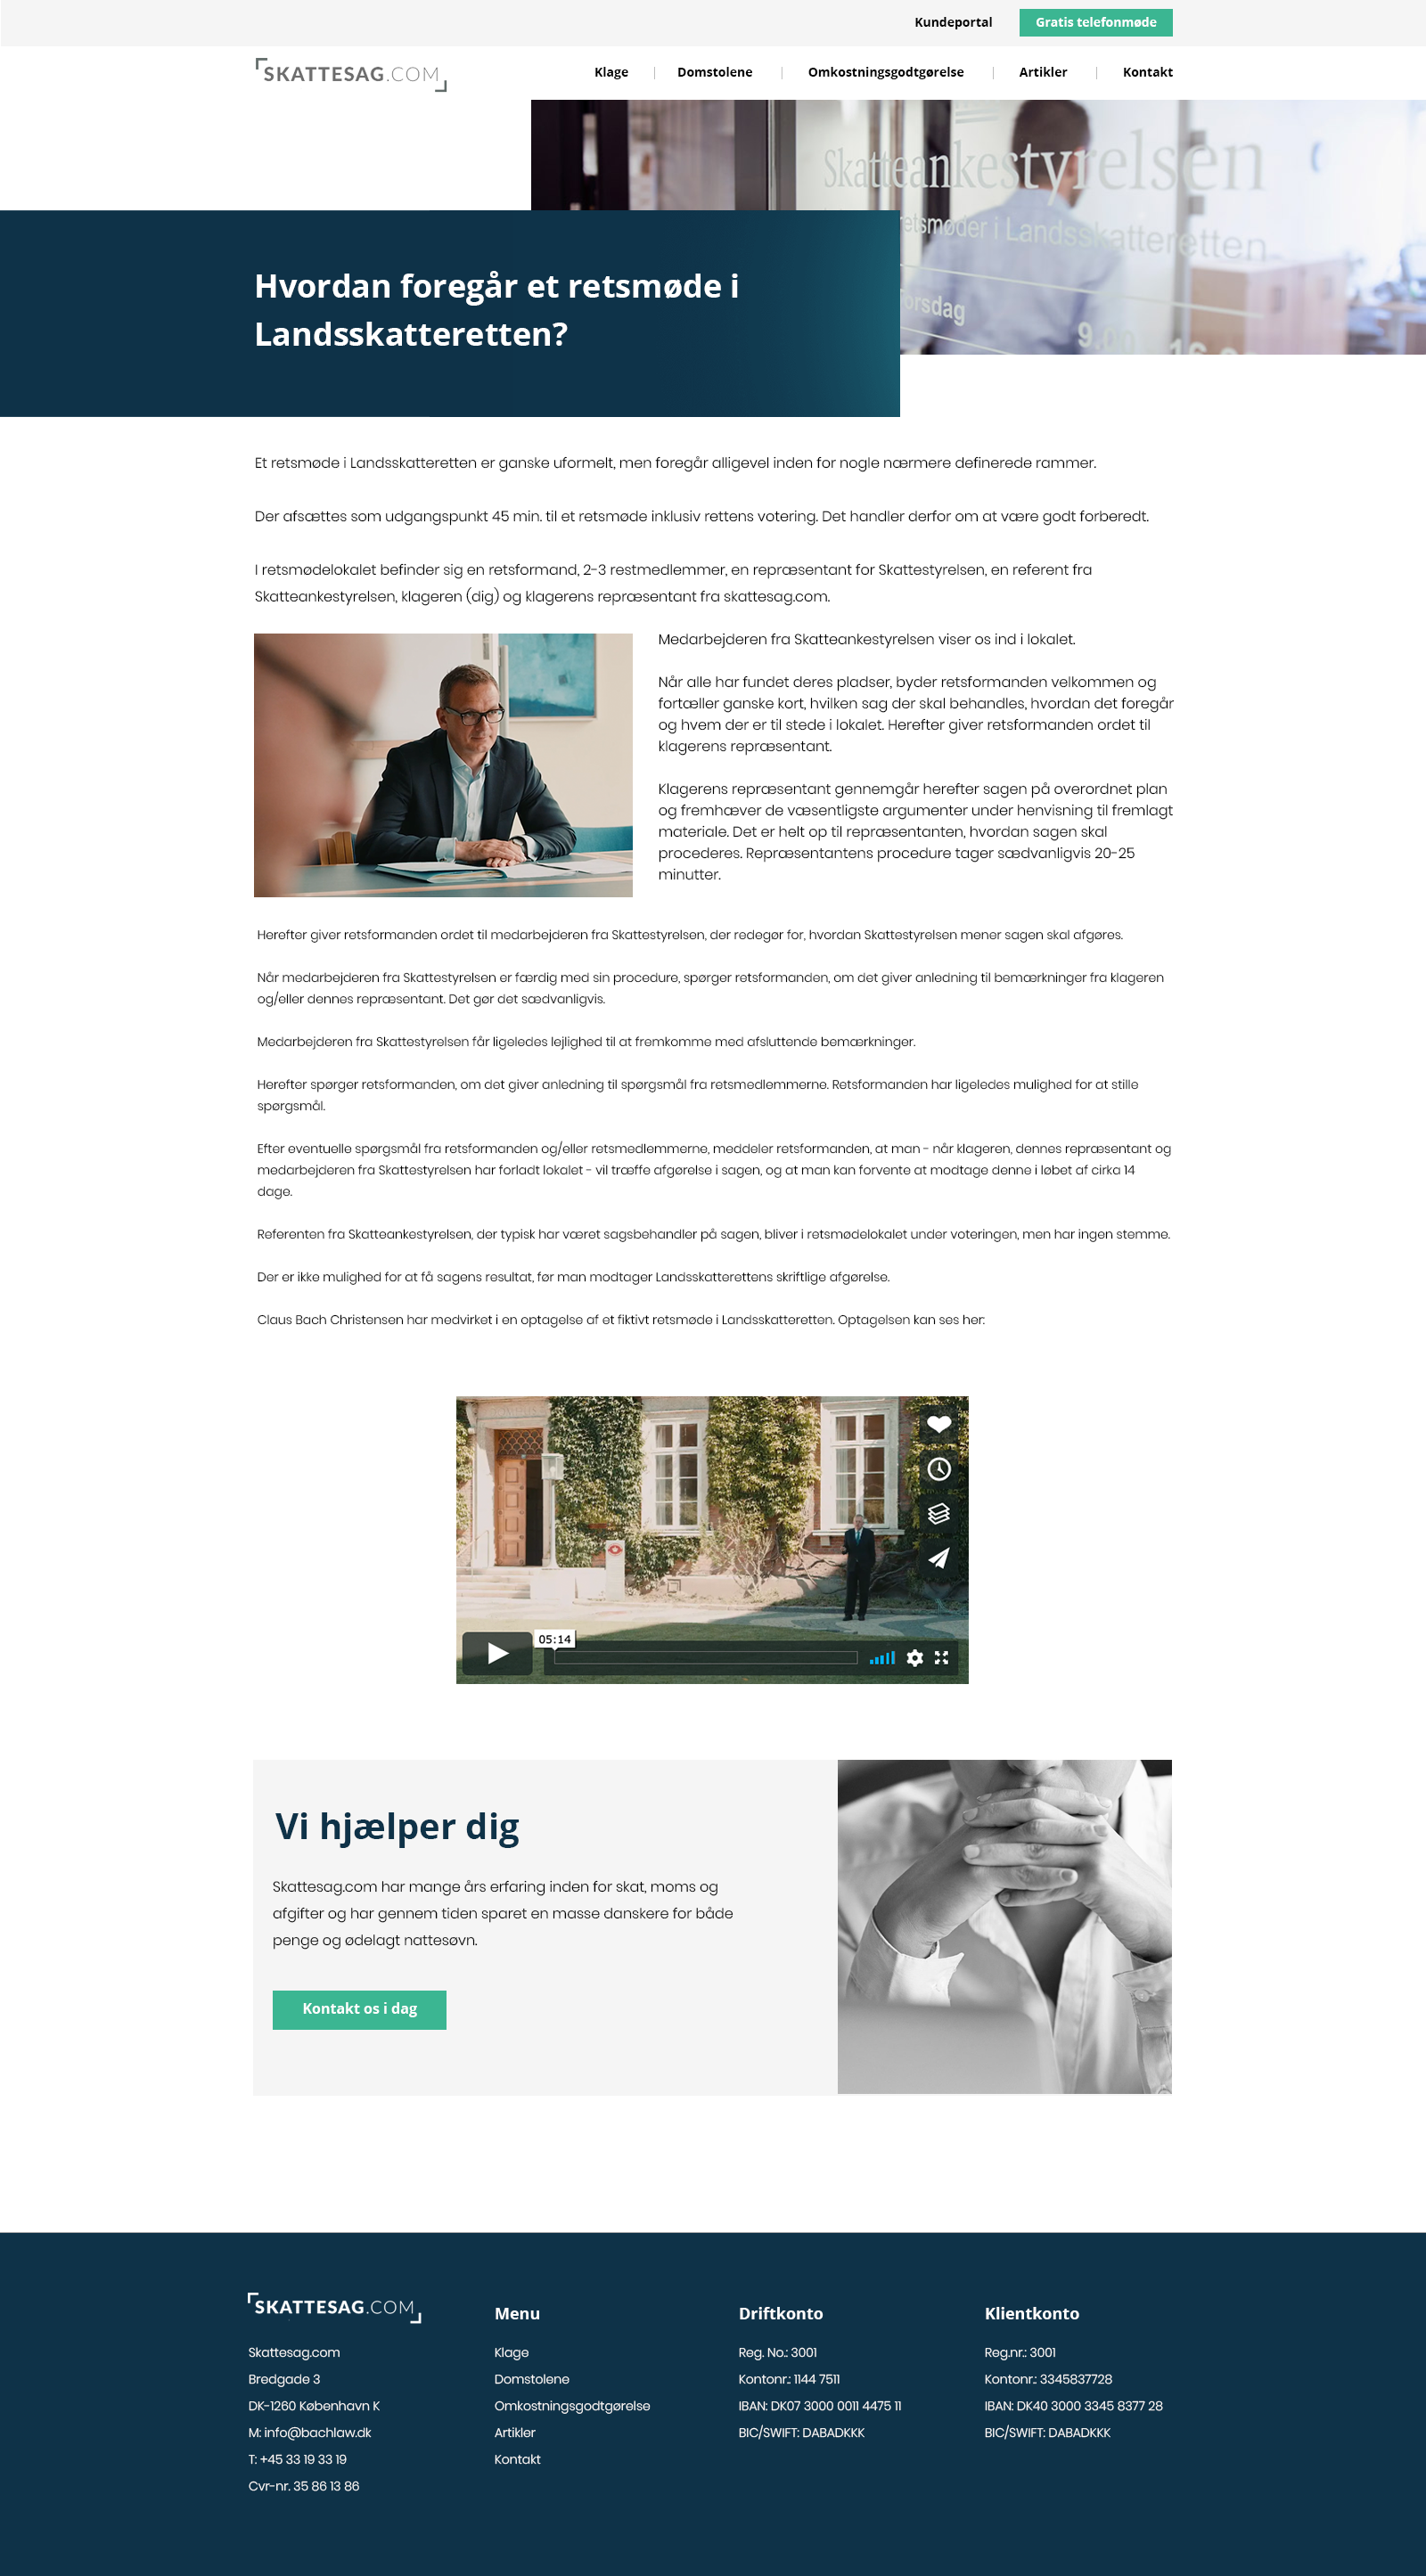 Kundeportal
Gratis telefonmøde
SKATTESAG.COM
Klage
Domstolene
Omkostningsgodtgørelse
Artikler
Kontakt
Skatteankestyrelsen
retsmøder i Landsskatteretten
Torsdag
9.00
Hvordan foregår et retsmøde i
Landsskatteretten?
Et retsmøde i Landsskatteretten er ganske uformelt, men foregår alligevel inden for nogle nærmere definerede rammer.
Der afsættes som udgangspunkt 45 min. til et retsmøde inklusiv rettens votering. Det handler derfor om at være godt forberedt.
I retsmødelokalet befinder sig en retsformand, 2-3 restmedlemmer, en repræsentant for Skattestyrelsen, en referent fra
Skatteankestyrelsen, klageren (dig) og klagerens repræsentant fra skattesag.com.
Medarbejderen fra Skatteankestyrelsen viser os ind i lokalet.
Når alle har fundet deres pladser, byder retsformanden velkommen og
fortæller ganske kort, hvilken sag der skal behandles, hvordan det foregår
og hvem der er til stede i lokalet. Herefter giver retsformanden ordet til
klagerens repræsentant.
Klagerens repræsentant gennemgår herefter sagen på overordnet plan
og fremhæver de væsentligste argumenter under henvisning til fremlagt
materiale. Det er helt op til repræsentanten, hvordan sagen skal
procederes. Repræsentantens procedure tager sædvanligvis 20-25
minutter.
Herefter giver retsformanden ordet til medarbejderen fra Skattestyrelsen, der redegør for, hvordan Skattestyrelsen mener sagen skal afgøres.
Når medarbejderen fra Skattestyrelsen er færdig med sin procedure, spørger retsformanden, om det giver anledning til bemærkninger fra klageren
og/eller dennes repræsentant. Det gør det sædvanligvis.
Medarbejderen fra Skattestyrelsen får ligeledes lejlighed til at fremkomme med afsluttende bemærkninger.
Herefter spørger retsformanden, om det giver anledning til spørgsmål fra retsmedlemmerne. Retsformanden har ligeledes mulighed for at stille
spørgsmål.
Efter eventuelle spørgsmål fra retsformanden og/eller retsmedlemmerne, meddeler retsformanden, at man - når klageren, dennes repræsentant og
medarbejderen fra Skattestyrelsen har forladt lokalet - vil træffe afgørelse i sagen, og at man kan forvente at modtage denne i løbet af cirka 14
dage.
Referenten fra Skatteankestyrelsen, der typisk har været sagsbehandler på sagen, bliver i retsmødelokalet under voteringen, men har ingen stemme.
Der er ikke mulighed for at få sagens resultat, før man modtager Landsskatterettens skriftlige afgørelse.
Claus Bach Christensen har medvirket i en optagelse af et fiktivt retsmøde i Landsskatteretten. Optagelsen kan ses her:
05:14
Vi hjælper dig
Skattesag.com har mange års erfaring inden for skat, moms og
afgifter og har gennem tiden sparet en masse danskere for både
penge og ødelagt nattesøvn.
Kontakt os i dag
SKATTESAG.COM
Skattesag.com
Bredgade 3
DK-1260 København K
M: info@bachlaw.dk
T: +45 33 19 33 19
Cvr-nr. 35 86 13 86
Menu
Klage
Domstolene
Omkostningsgodtgørelse
Artikler
Kontakt
Driftkonto
Reg. No.: 3001
Kontonr.: 1144 7511
IBAN: DK07 3000 0011 4475 11
BIC/SWIFT: DABADKKK
Klientkonto
Reg.nr.: 3001
Kontonr.: 3345837728
IBAN: DK40 3000 3345 8377 28
BIC/SWIFT: DABADKKK